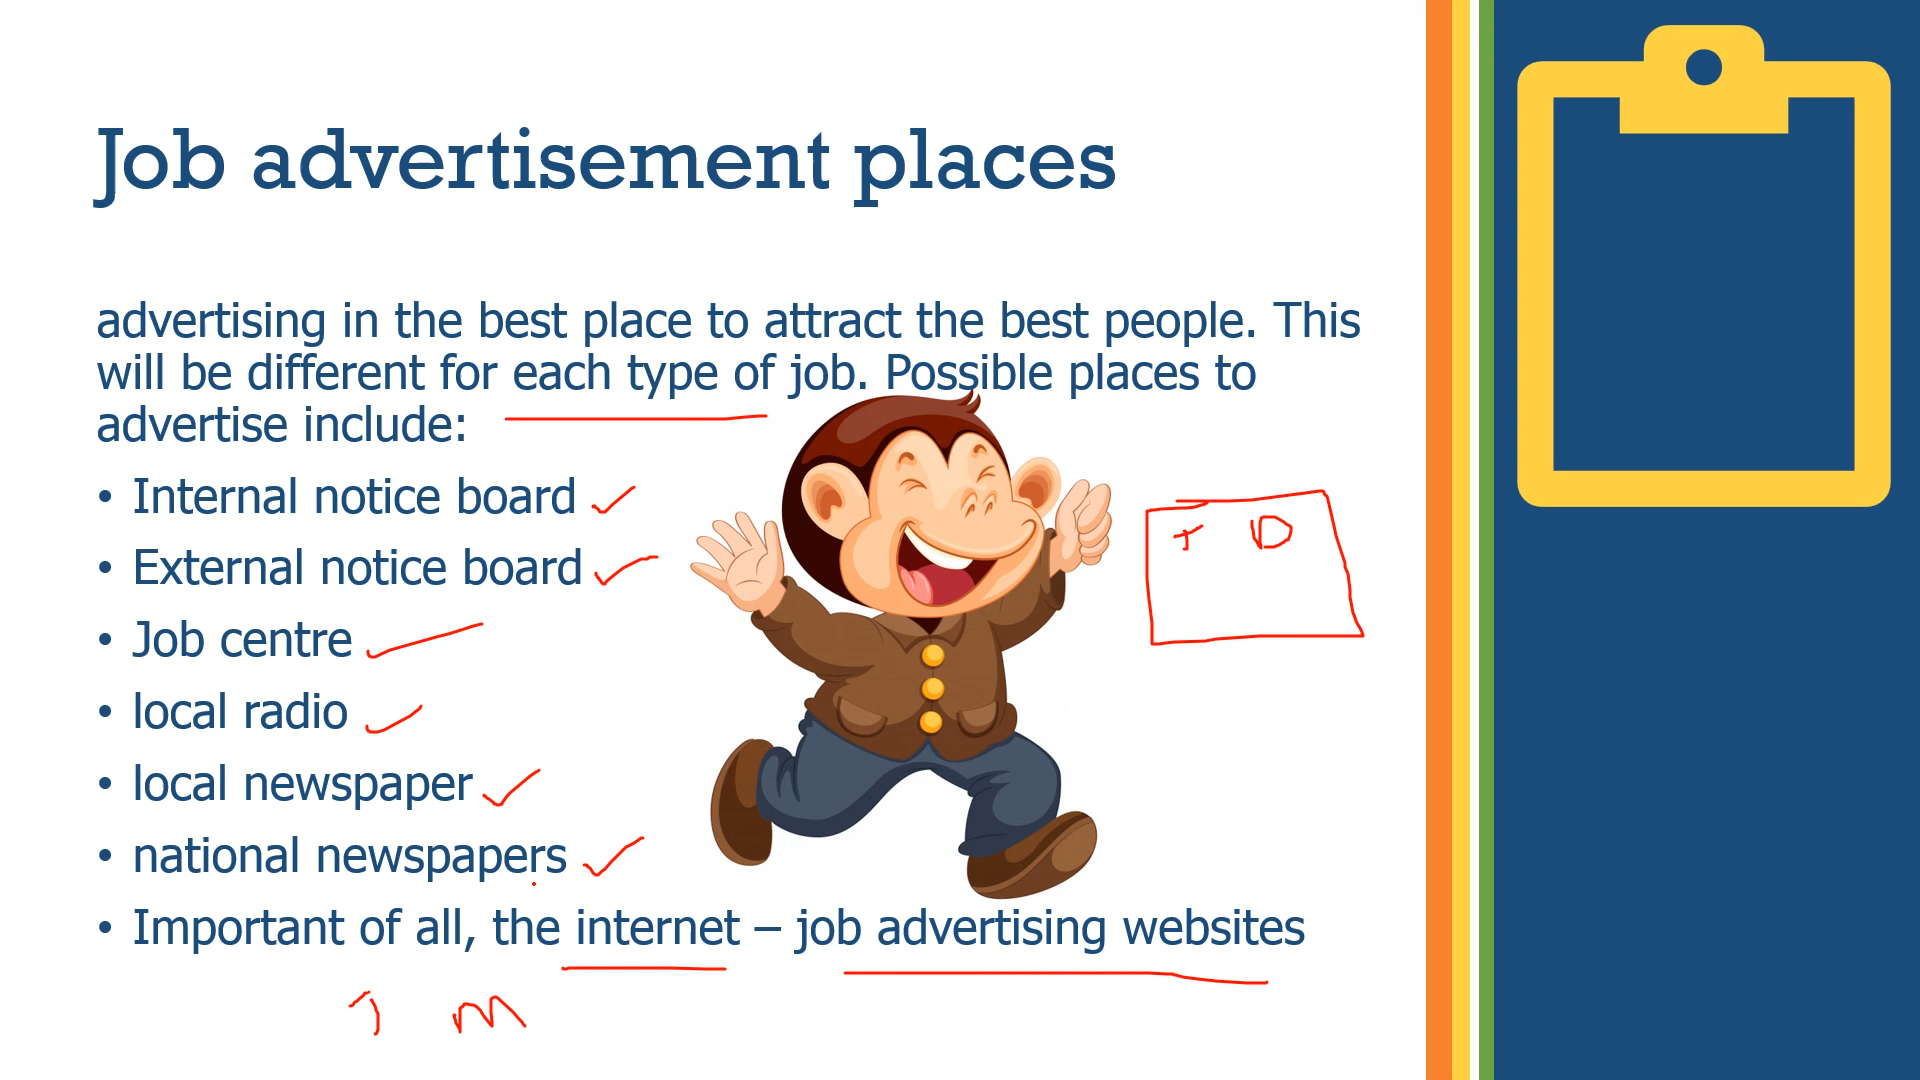 Job advertisement places
advertising in the best place to attract the best people. This
will be different for each type of job. Possible places to
advertise include:
• Internal notice board
• External notice board
• Job centre
• local radio
• local newspaper
• national newspapers
• Important of all, the internet – job advertising websites